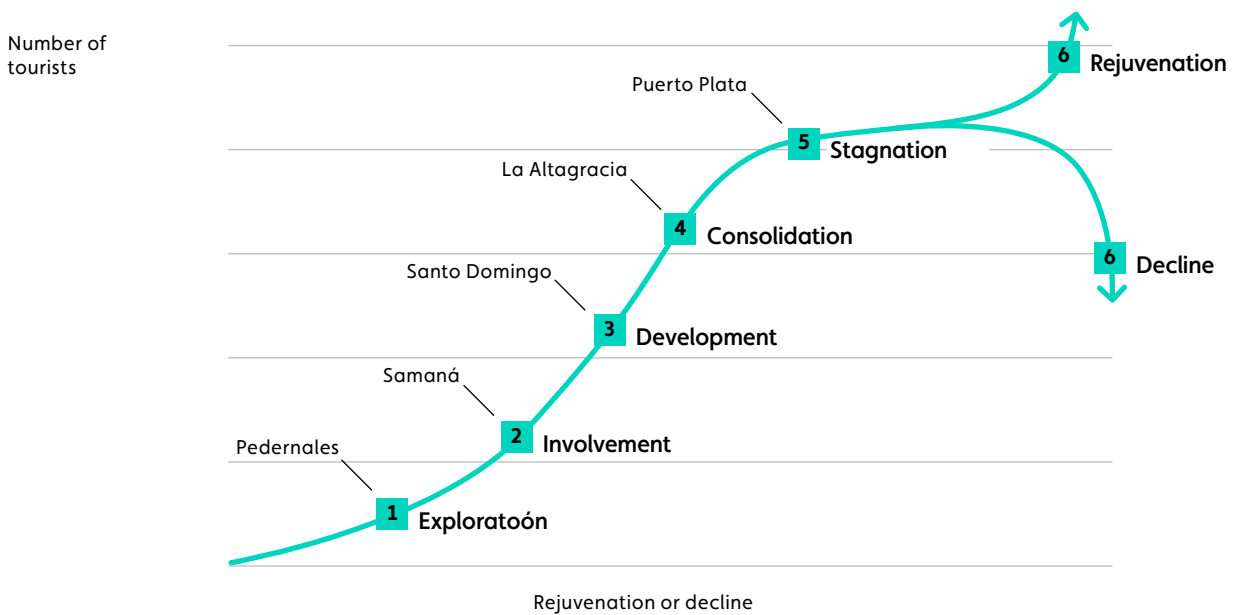 Number of
tourists
6
Rejuvenation
Puerto Plata
5
Stagnation
La Altagracia
4
Consolidation
6
Decline
Santo Domingo
3
Development
Samaná
2
Involvement
Pedernales
1
Exploratoón
Rejuvenation or decline